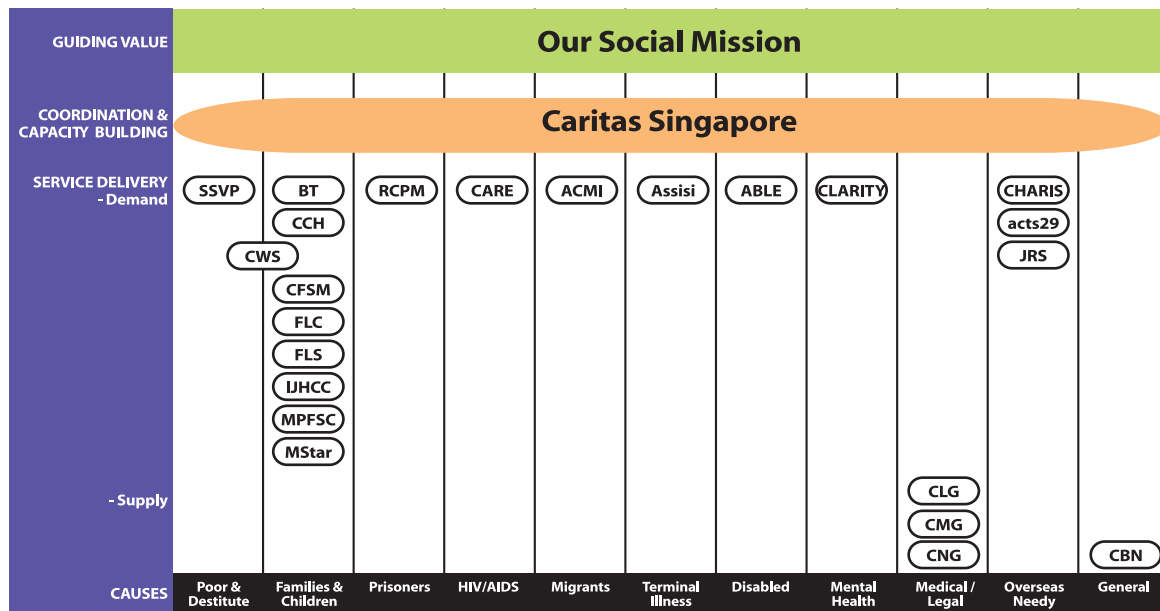 GUIDING VALUE
Our Social Mission
COORDINATION &
CAPACITY BUILDING
Caritas Singapore
SERVICE DELIVERY
- Demand
SSVP
BT
RCPM
CARE
ACMI
Assisi
ABLE
CLARITY
CHARIS
CCH
acts29
CWS
JRS
CFSM
FLC
FLS
IJHCC
MPFSC
MStar
- Supply
CLG
CMG
CNG
CBN
CAUSES
Poor &
Destitute
Families &
Children
Prisoners
HIV/AIDS
Migrants
Terminal
Illness
Disabled
Mental
Health
Medical /
Legal
Overseas
Needy
General